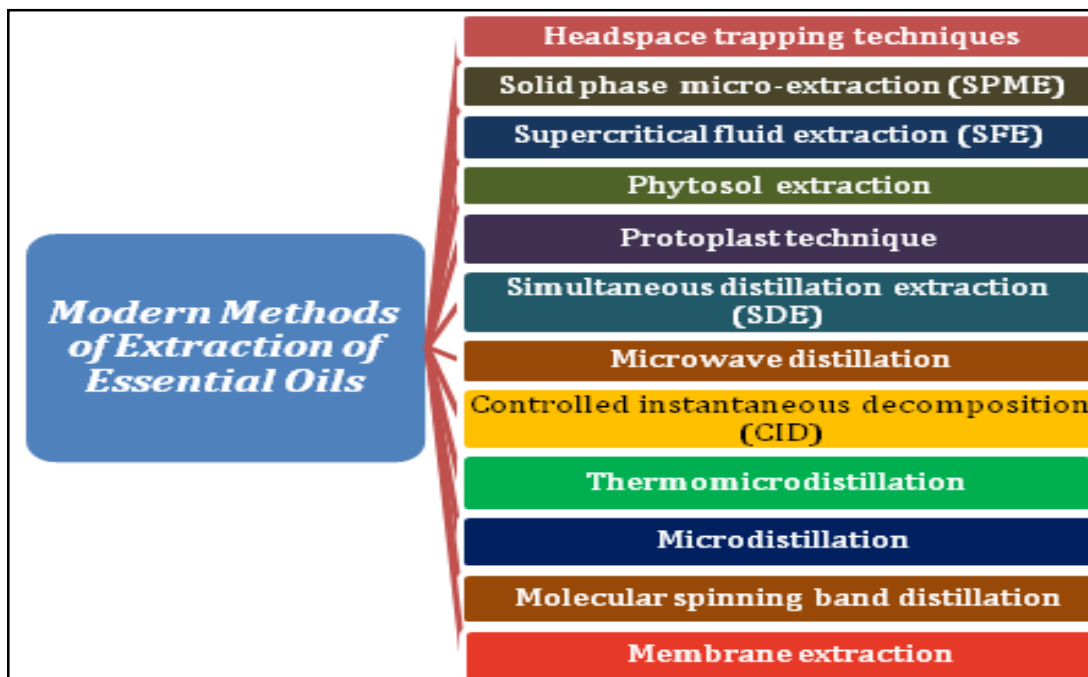 Modern Methods
of Extraction of
Essential Oils
Headspace trapping techniques
Solid phase micro-extraction (SPME)
Supercritical fluid extraction (SFE)
Phytosol extraction
Protoplast technique
Simultaneous distillation extraction
(SDE)
Microwave distillation
Controlled instantaneous decomposition
(CID)
Thermomicrodistillation
Microdistillation
Molecular spinning band distillation
Membrane extraction